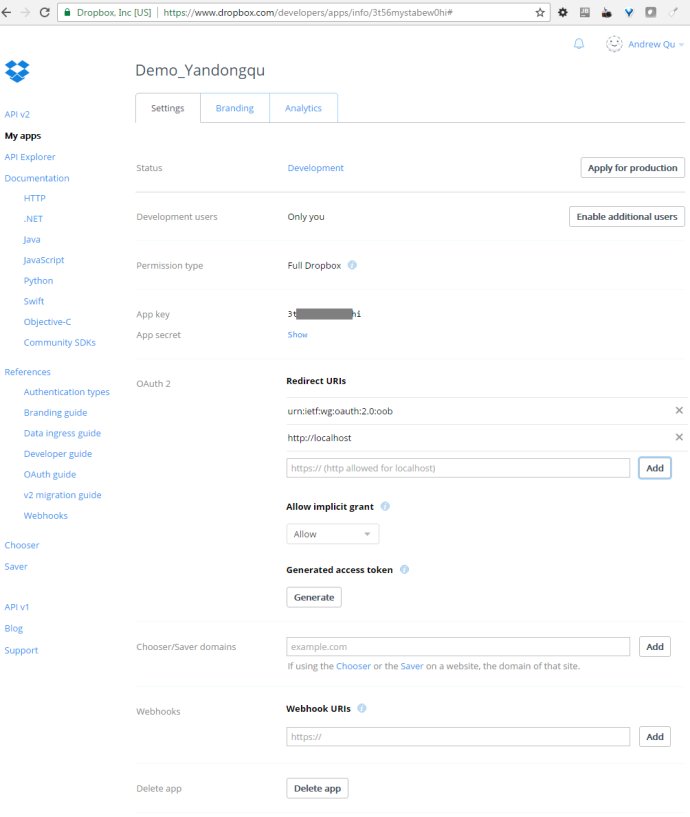 Dropbox, Inc [US] | https://www.dropbox.com/developers/apps/info/3t56mystabew0hi#
Andrew Qu
Demo_Yandongqu
Settings Branding Analytics
API v2
My apps
API Explorer
Documentation
HTTP
.NET
Java
JavaScript
Python
Swift
Objective-C
Community SDKs
References
Authentication types
Branding guide
Data ingress guide
Developer guide
OAuth guide
v2 migration guide
Webhooks
Chooser
Saver
API v1
Blog
Support
Status Development Apply for production
Development users Only you Enable additional users
Permission type Full Dropbox
App key 3t hi
App secret Show
OAuth 2 Redirect URIs
urn:ietf:wg:oauth:2.0:oob
http://localhost
https:// (http allowed for localhost) Add
Allow implicit grant
Allow
Generated access token
Generate
Chooser/Saver domains example.com Add
If using the Chooser or the Saver on a website, the domain of that site.
Webhooks Webhook URIs
https:// Add
Delete app Delete app